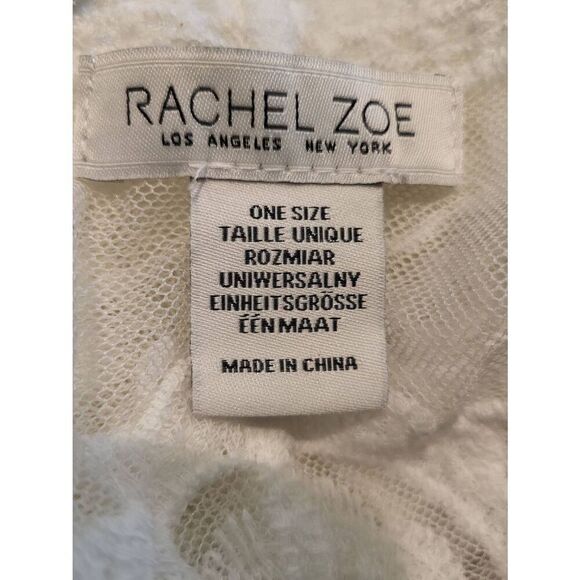 RACHEL ZOE
LOS ANGELES NEW YORK
ONE SIZE
TAILLE UNIQUE
ROZMIAR
UNIWERSALNY
EINHEITSGRÖSSE
ÉÉN MAAT
MADE IN CHINA